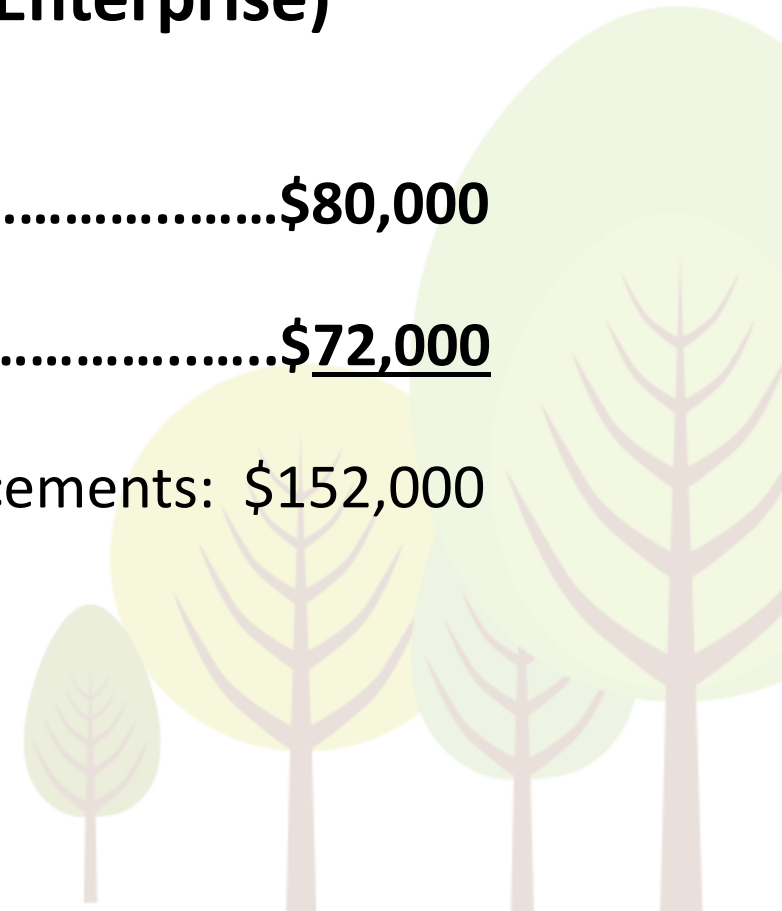 Enterprise)
…………..……$80,000
……………..…..$72,000
cements: $152,000